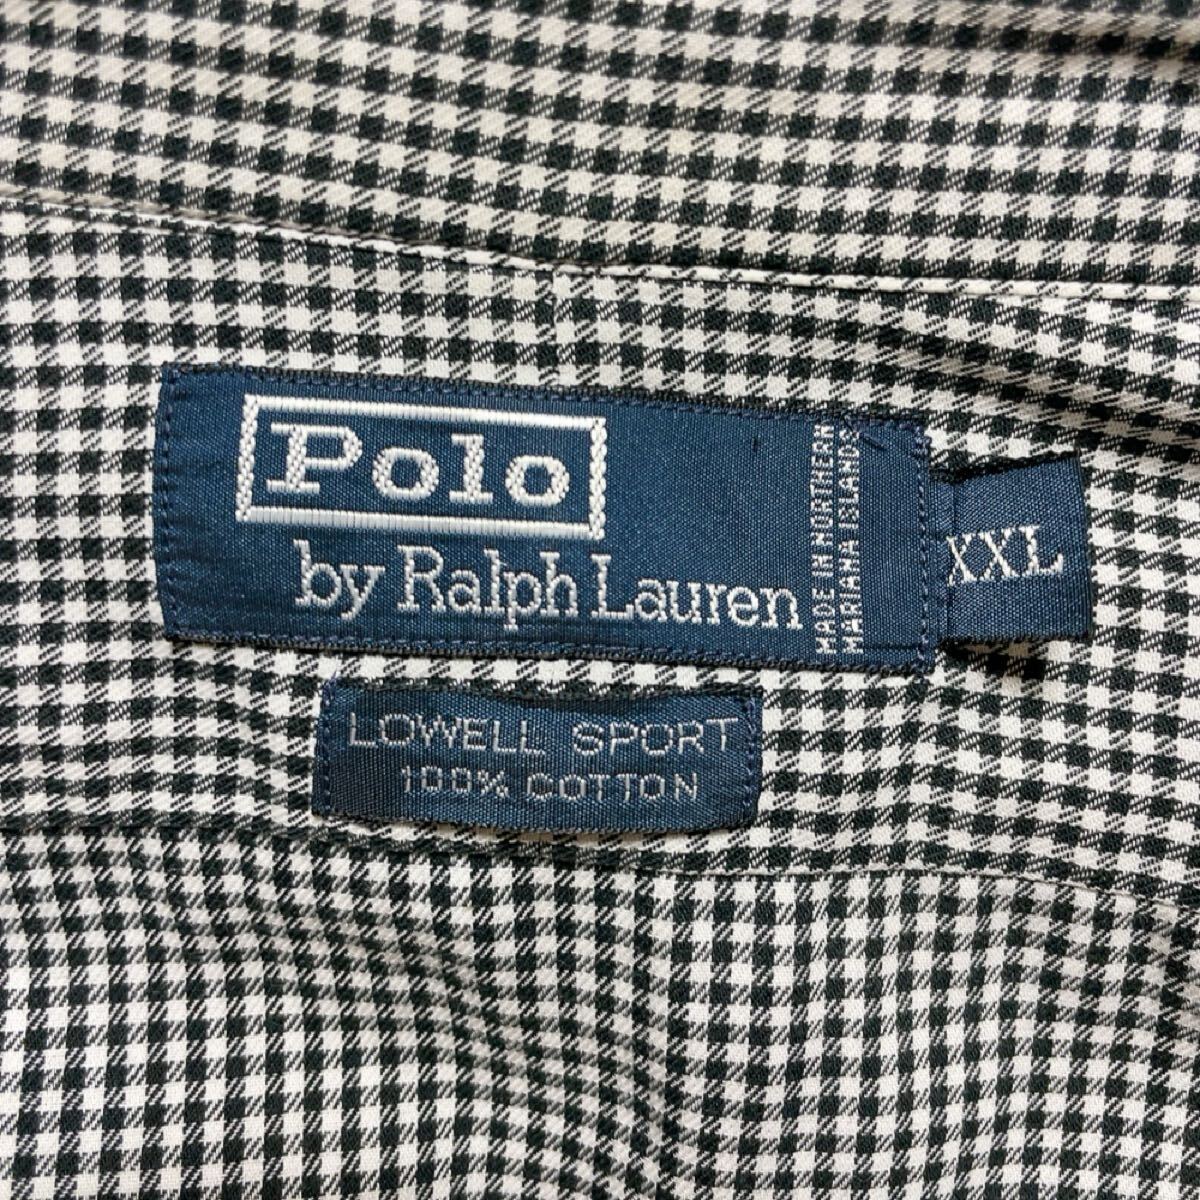 Polo
by Ralph Lauren
MADE IN NORTHERN
MARIANA ISLANDS
XXL
LOWELL SPORT
100% COTTON